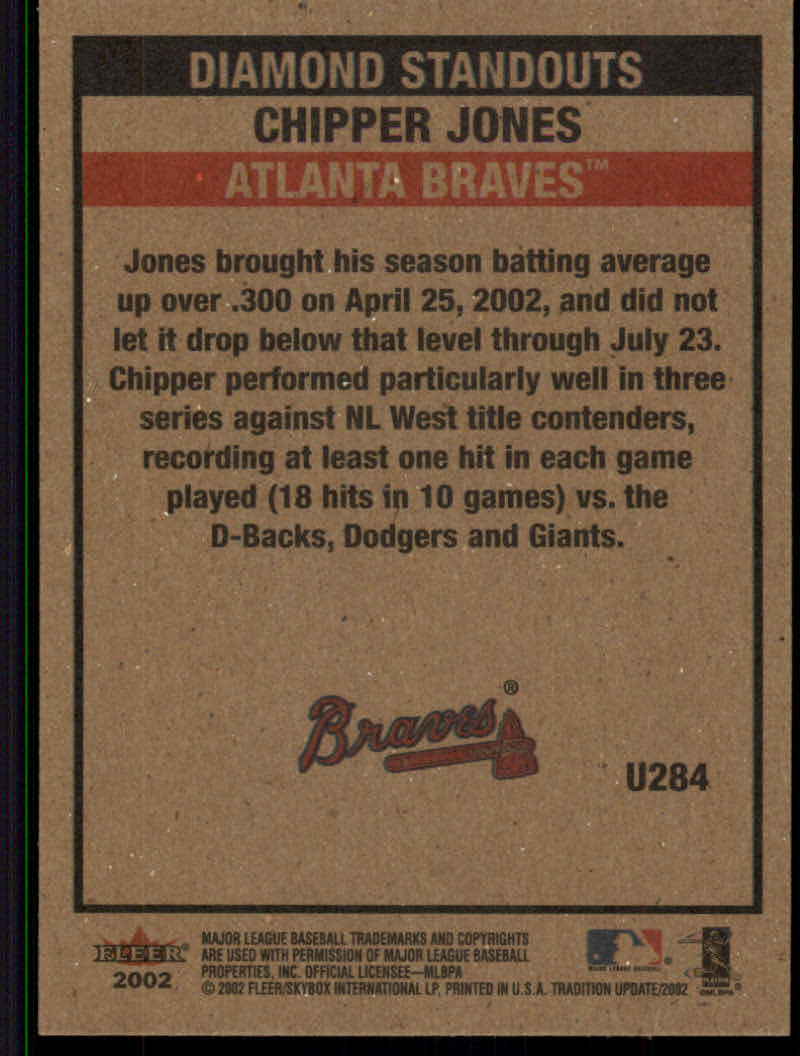 DIAMOND STANDOUTS
CHIPPER JONES
ATLANTA BRAVES™
Jones brought his season batting average
up over .300 on April 25, 2002, and did not
let it drop below that level through July 23.
Chipper performed particularly well in three
series against NL West title contenders,
recording at least one hit in each game
played (18 hits in 10 games) vs. the
D-Backs, Dodgers and Giants.
Braves®
U284
FLEER®
2002
MAJOR LEAGUE BASEBALL TRADEMARKS AND COPYRIGHTS
ARE USED WITH PERMISSION OF MAJOR LEAGUE BASEBALL
PROPERTIES, INC. OFFICIAL LICENSEE—MLBPA
© 2002 FLEER/SKYBOX INTERNATIONAL LP. PRINTED IN U.S.A. TRADITION UPDATE/2002
MAJOR LEAGUE BASEBALL®
©MLBPA®